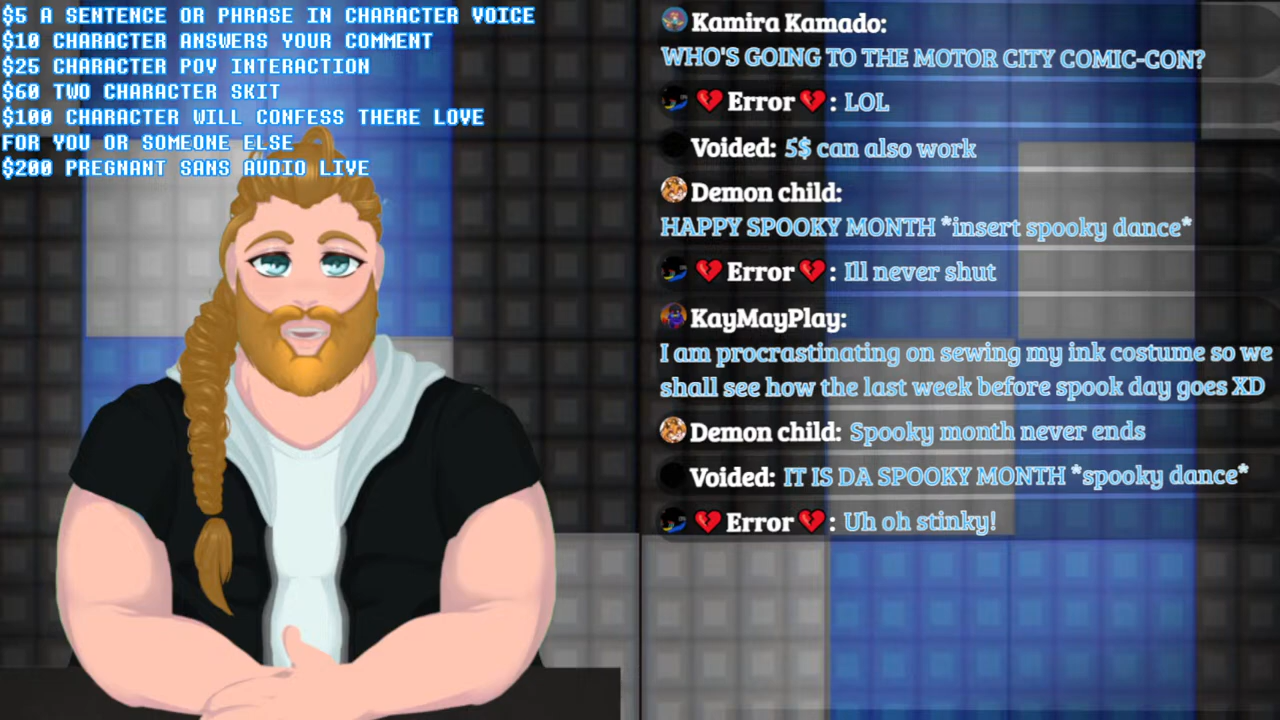 $5 A SENTENCE OR PHRASE IN CHARACTER VOICE
$10 CHARACTER ANSWERS YOUR COMMENT
$25 CHARACTER POV INTERACTION
$60 TWO CHARACTER SKIT
$100 CHARACTER WILL CONFESS THERE LOVE
FOR YOU OR SOMEONE ELSE
$200 PREGNANT SANS AUDIO LIVE
Kamira Kamado:
WHO'S GOING TO THE MOTOR CITY COMIC-CON?
💔 Error 💔 : LOL
Voided: 5$ can also work
Demon child:
HAPPY SPOOKY MONTH *insert spooky dance*
💔 Error 💔 : Ill never shut
KayMayPlay:
I am procrastinating on sewing my ink costume so we
shall see how the last week before spook day goes XD
Demon child: Spooky month never ends
Voided: IT IS DA SPOOKY MONTH *spooky dance*
💔 Error 💔 : Uh oh stinky!